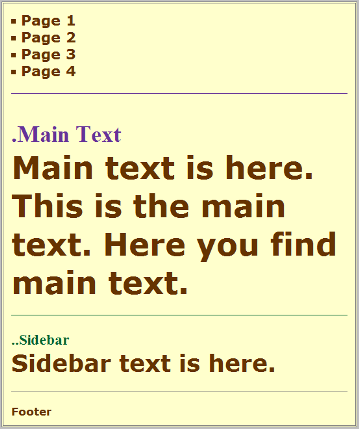 Page 1
Page 2
Page 3
Page 4
.Main Text
Main text is here.
This is the main
text. Here you find
main text.
..Sidebar
Sidebar text is here.
Footer